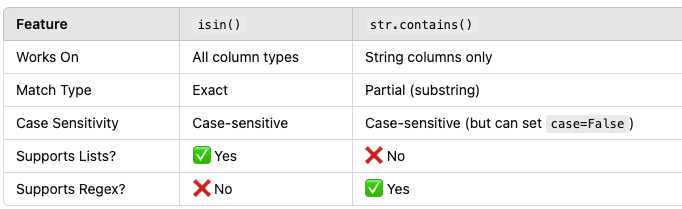 Feature isin() str.contains()
Works On All column types String columns only
Match Type Exact Partial (substring)
Case Sensitivity Case-sensitive Case-sensitive (but can set case=False)
Supports Lists? ✅ Yes ❌ No
Supports Regex? ❌ No ✅ Yes